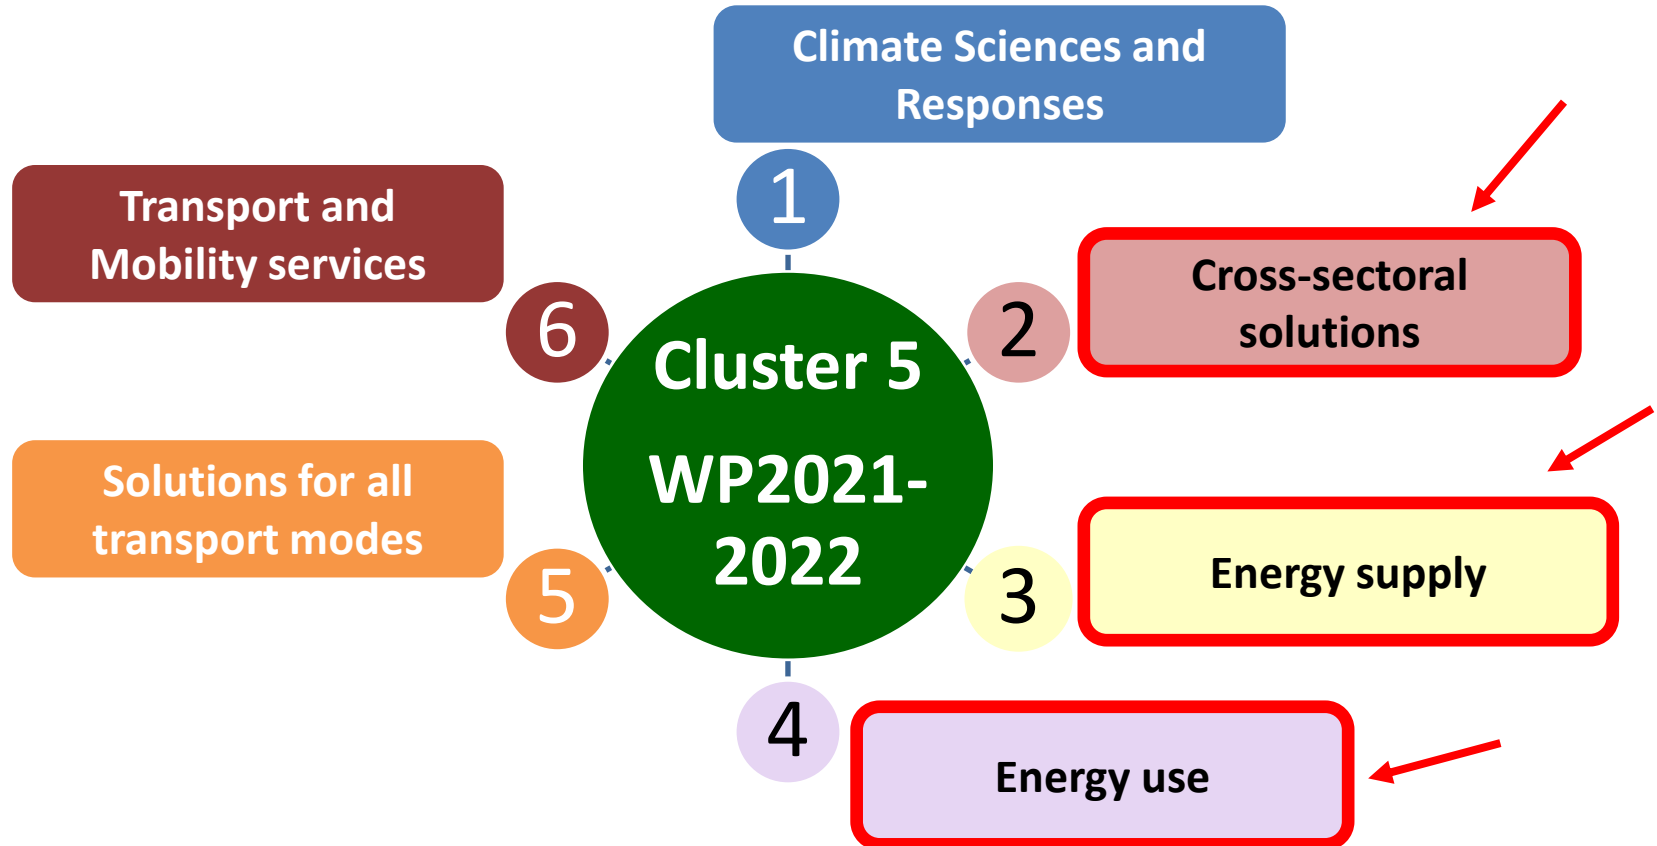 Climate Sciences and
Responses
1
Transport and
Mobility services
6
2
Cross-sectoral
solutions
Cluster 5
WP2021-
2022
Solutions for all
transport modes
5
3
Energy supply
4
Energy use